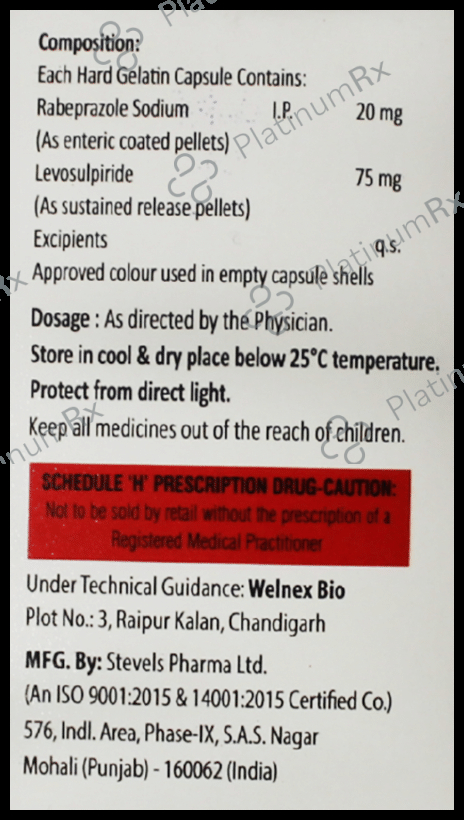 Composition:
Each Hard Gelatin Capsule Contains:
Rabeprazole Sodium I.P. 20 mg
(As enteric coated pellets)
Levosulpiride 75 mg
(As sustained release pellets)
Excipients q.s.
Approved colour used in empty capsule shells
Dosage : As directed by the Physician.
Store in cool & dry place below 25°C temperature.
Protect from direct light.
Keep all medicines out of the reach of children.
SCHEDULE 'H' PRESCRIPTION DRUG-CAUTION:
Not to be sold by retail without the prescription of a
Registered Medical Practitioner
Under Technical Guidance: Welnex Bio
Plot No.: 3, Raipur Kalan, Chandigarh
MFG. By: Stevels Pharma Ltd.
(An ISO 9001:2015 & 14001:2015 Certified Co.)
576, Indl. Area, Phase-IX, S.A.S. Nagar
Mohali (Punjab) - 160062 (India)
PlatinumRx
PlatinumRx
PlatinumRx